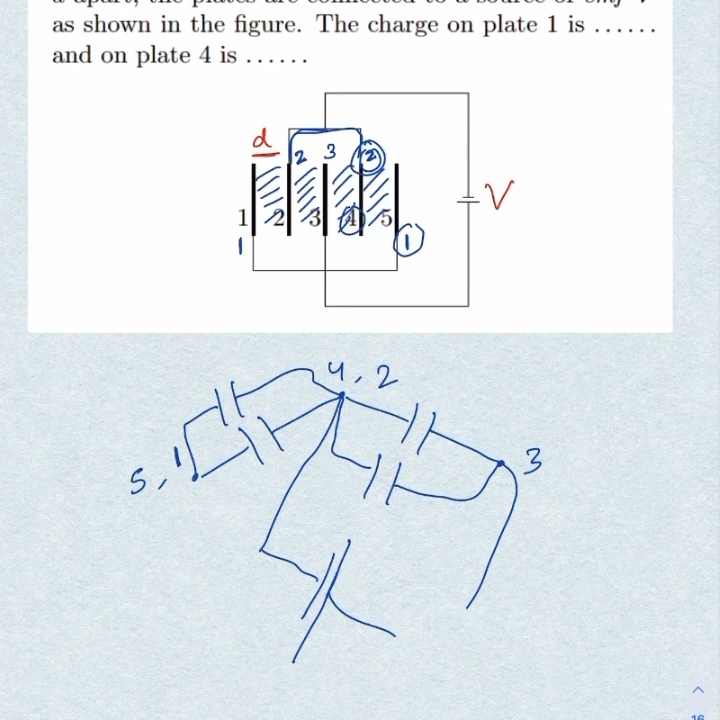 as shown in the figure. The charge on plate 1 is ......
and on plate 4 is ......
d
2 3 2
V
1 2 3 4 5
1 1
4, 2
5, 1
3